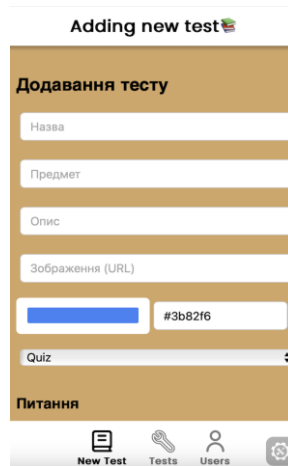 Adding new test📚
Додавання тесту
Назва
Предмет
Опис
Зображення (URL)
#3b82f6
Quiz
Питання
New Test Tests Users